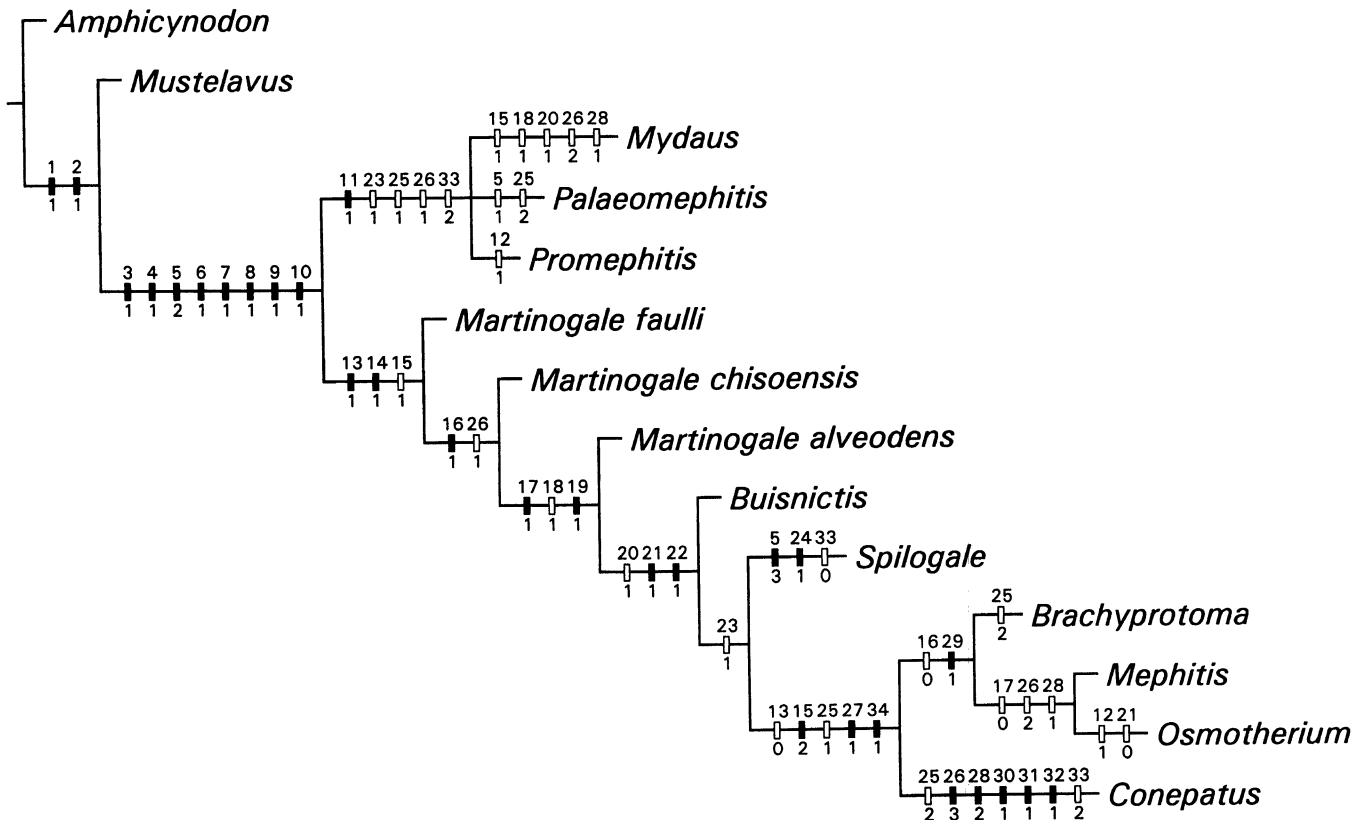 Amphicynodon
Mustelavus
15 18 20 26 28
Mydaus
1 1 1 2 1
1 2
1 1
11 23 25 26 33
1 1 1 1 2
5 25
Palaeomephitis
1 2
12
Promephitis
1
3 4 5 6 7 8 9 10
1 1 2 1 1 1 1 1
Martinogale faulli
13 14 15
1 1 1
Martinogale chisoensis
16 26
1 1
Martinogale alveodens
17 18 19
1 1 1
Buisnictis
20 21 22
1 1 1
5 24 33
Spilogale
3 1 0
23
1
25
Brachyprotoma
2
16 29
0 1
Mephitis
17 26 28
0 2 1
12 21
Osmotherium
1 0
13 15 25 27 34
0 2 1 1 1
25 26 28 30 31 32 33
Conepatus
2 3 2 1 1 1 2